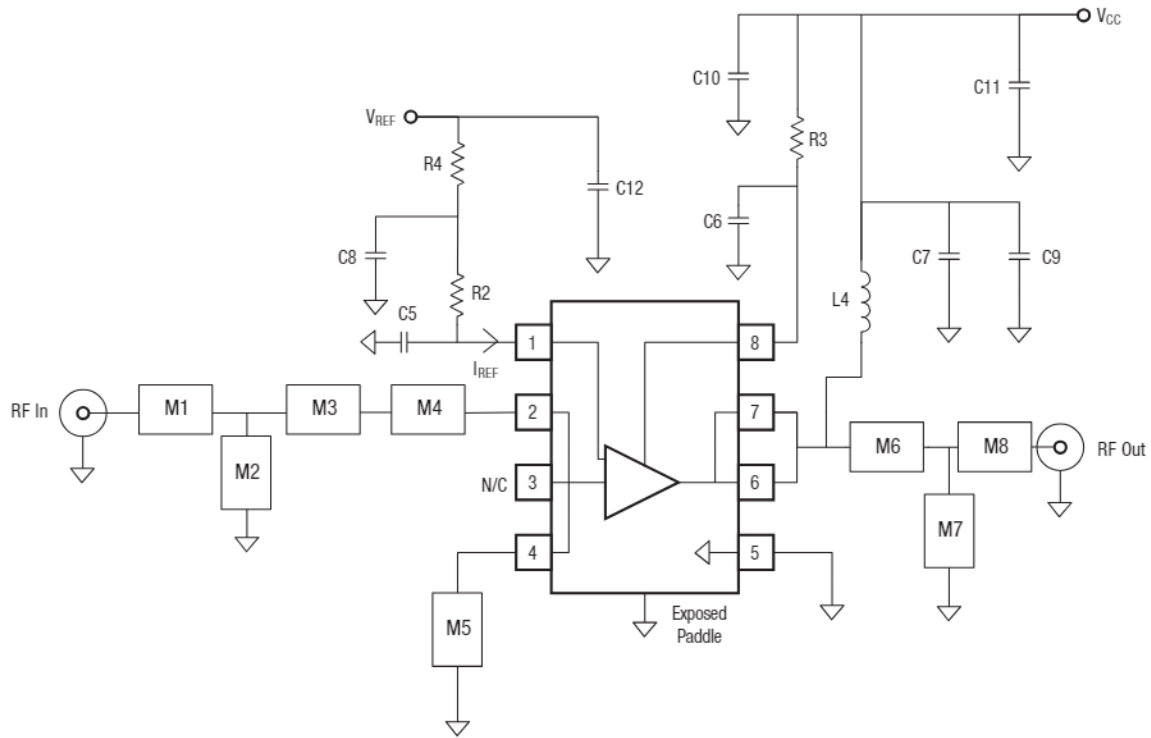 VCC
C10
C11
R3
VREF
R4
C12
C6
C8
C7
C9
R2
L4
C5
IREF
1
8
RF In
M1
M3
M4
2
7
M6
M8
RF Out
M2
N/C
3
6
M7
4
5
M5
Exposed
Paddle